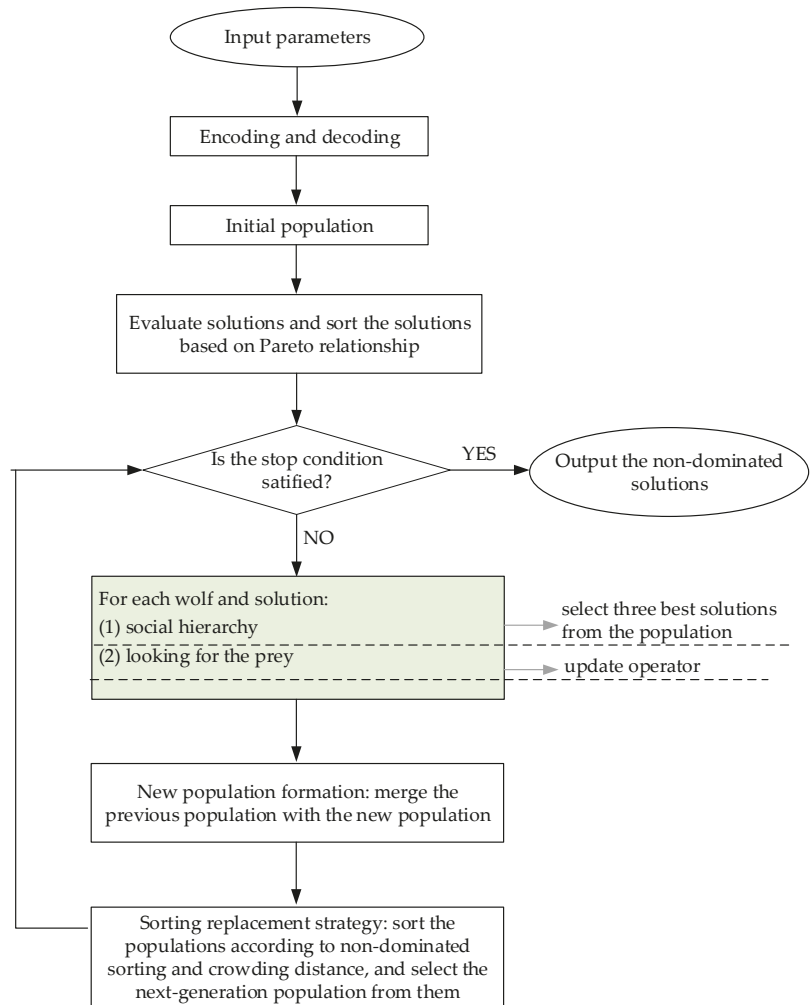 Input parameters
Encoding and decoding
Initial population
Evaluate solutions and sort the solutions
based on Pareto relationship
Is the stop condition
satified?
YES
Output the non-dominated
solutions
NO
For each wolf and solution:
(1) social hierarchy
select three best solutions
from the population
(2) looking for the prey
update operator
New population formation: merge the
previous population with the new population
Sorting replacement strategy: sort the
populations according to non-dominated
sorting and crowding distance, and select the
next-generation population from them